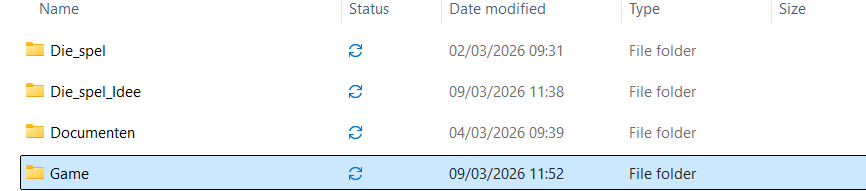 Name Status Date modified Type Size
Die_spel 02/03/2026 09:31 File folder
Die_spel_Idee 09/03/2026 11:38 File folder
Documenten 04/03/2026 09:39 File folder
Game 09/03/2026 11:52 File folder